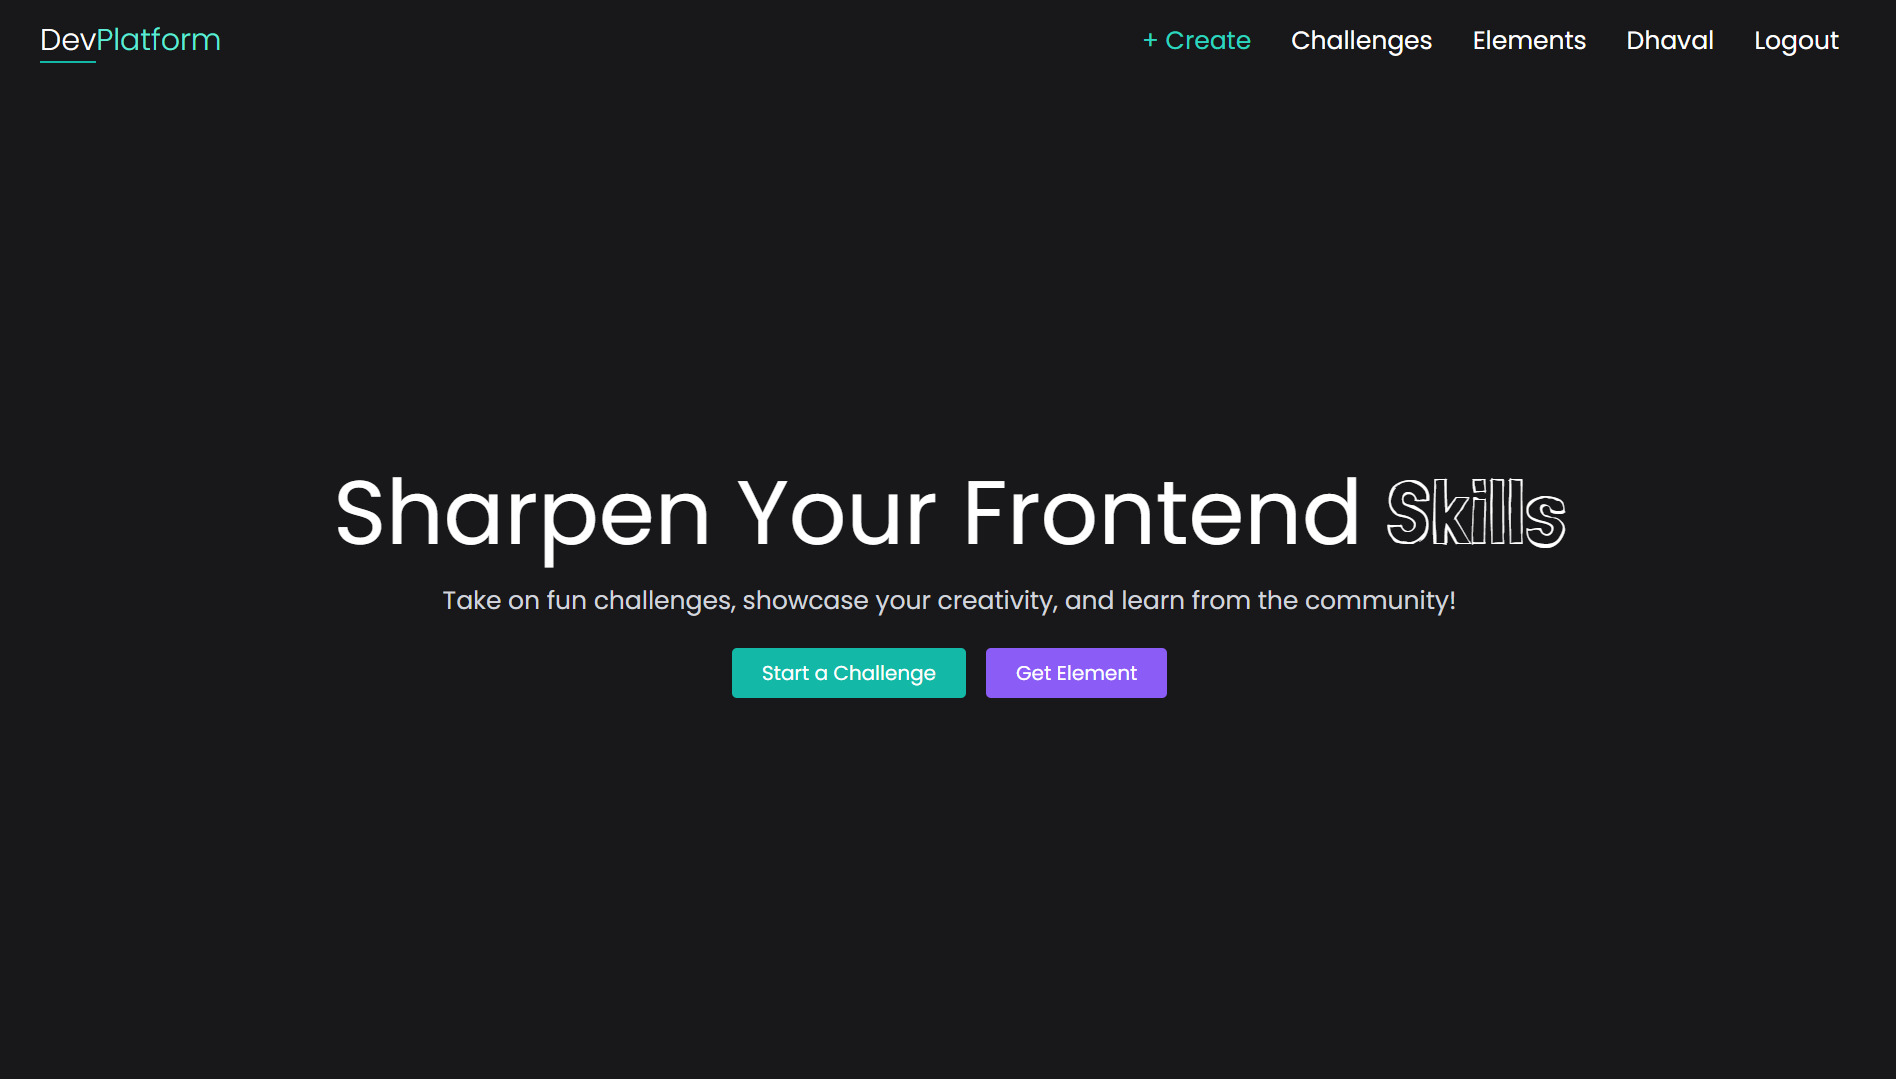 DevPlatform
+ Create Challenges Elements Dhaval Logout
Sharpen Your Frontend Skills
Take on fun challenges, showcase your creativity, and learn from the community!
Start a Challenge Get Element